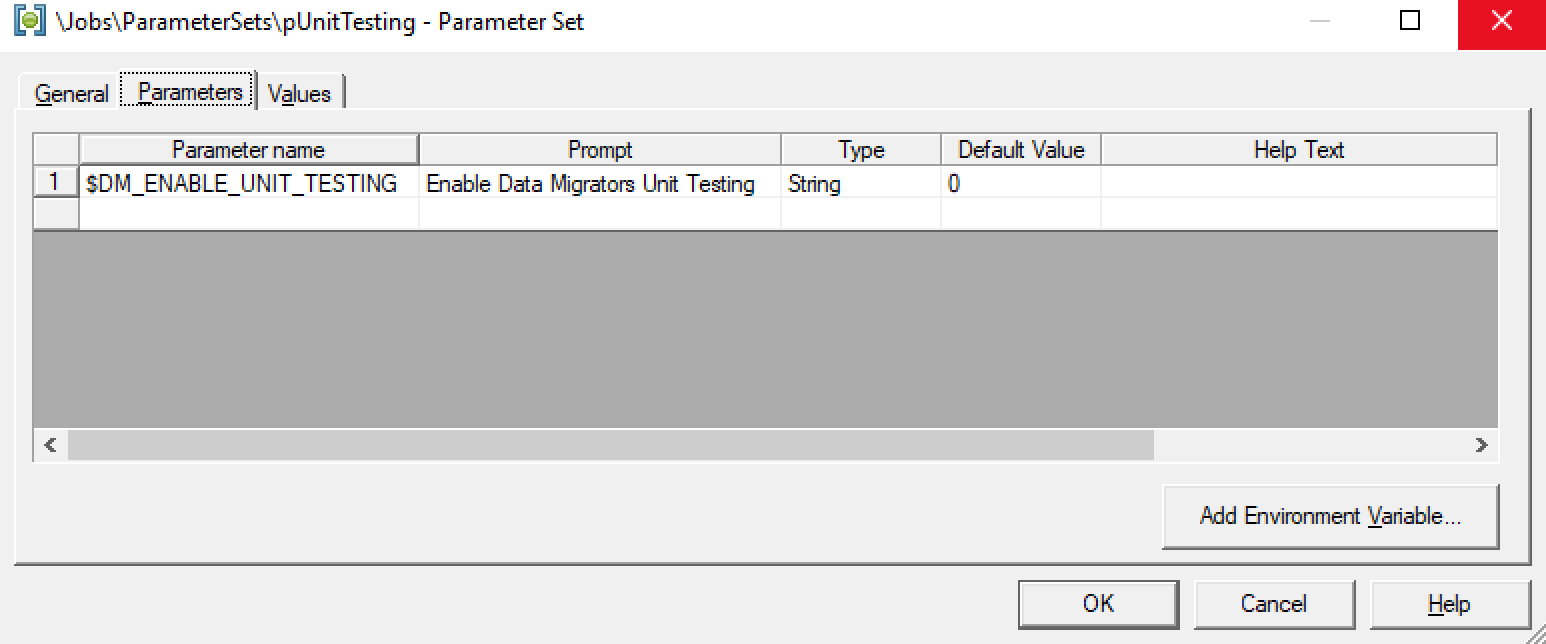 \Jobs\ParameterSets\pUnitTesting - Parameter Set
General Parameters Values
Parameter name Prompt Type Default Value Help Text
1 $DM_ENABLE_UNIT_TESTING Enable Data Migrators Unit Testing String 0
Add Environment Variable...
OK Cancel Help